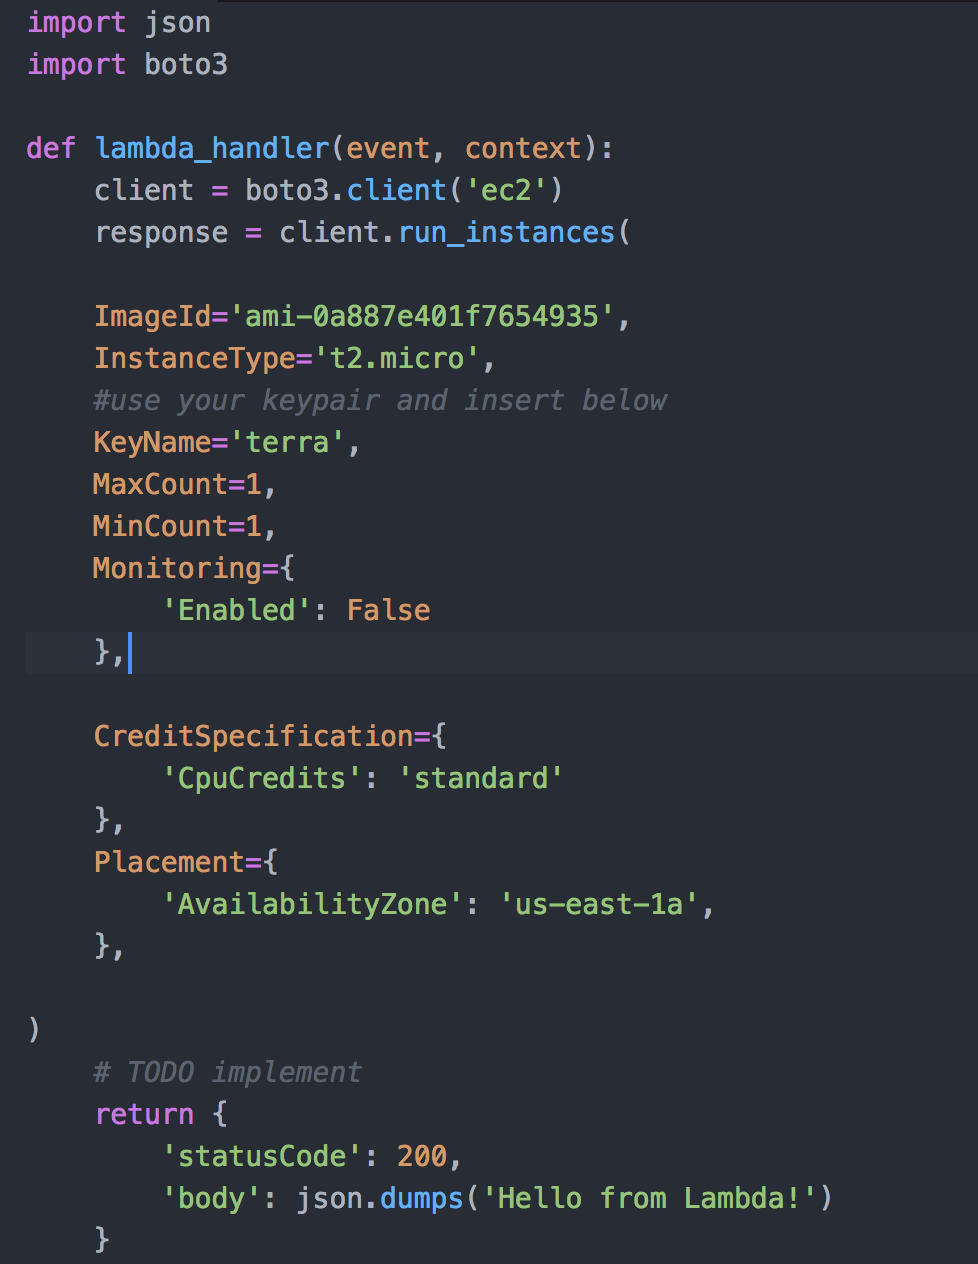 import json
import boto3

def lambda_handler(event, context):
    client = boto3.client('ec2')
    response = client.run_instances(

    ImageId='ami-0a887e401f7654935',
    InstanceType='t2.micro',
    #use your keypair and insert below
    KeyName='terra',
    MaxCount=1,
    MinCount=1,
    Monitoring={
        'Enabled': False
    },

    CreditSpecification={
        'CpuCredits': 'standard'
    },
    Placement={
        'AvailabilityZone': 'us-east-1a',
    },

)
    # TODO implement
    return {
        'statusCode': 200,
        'body': json.dumps('Hello from Lambda!')
    }